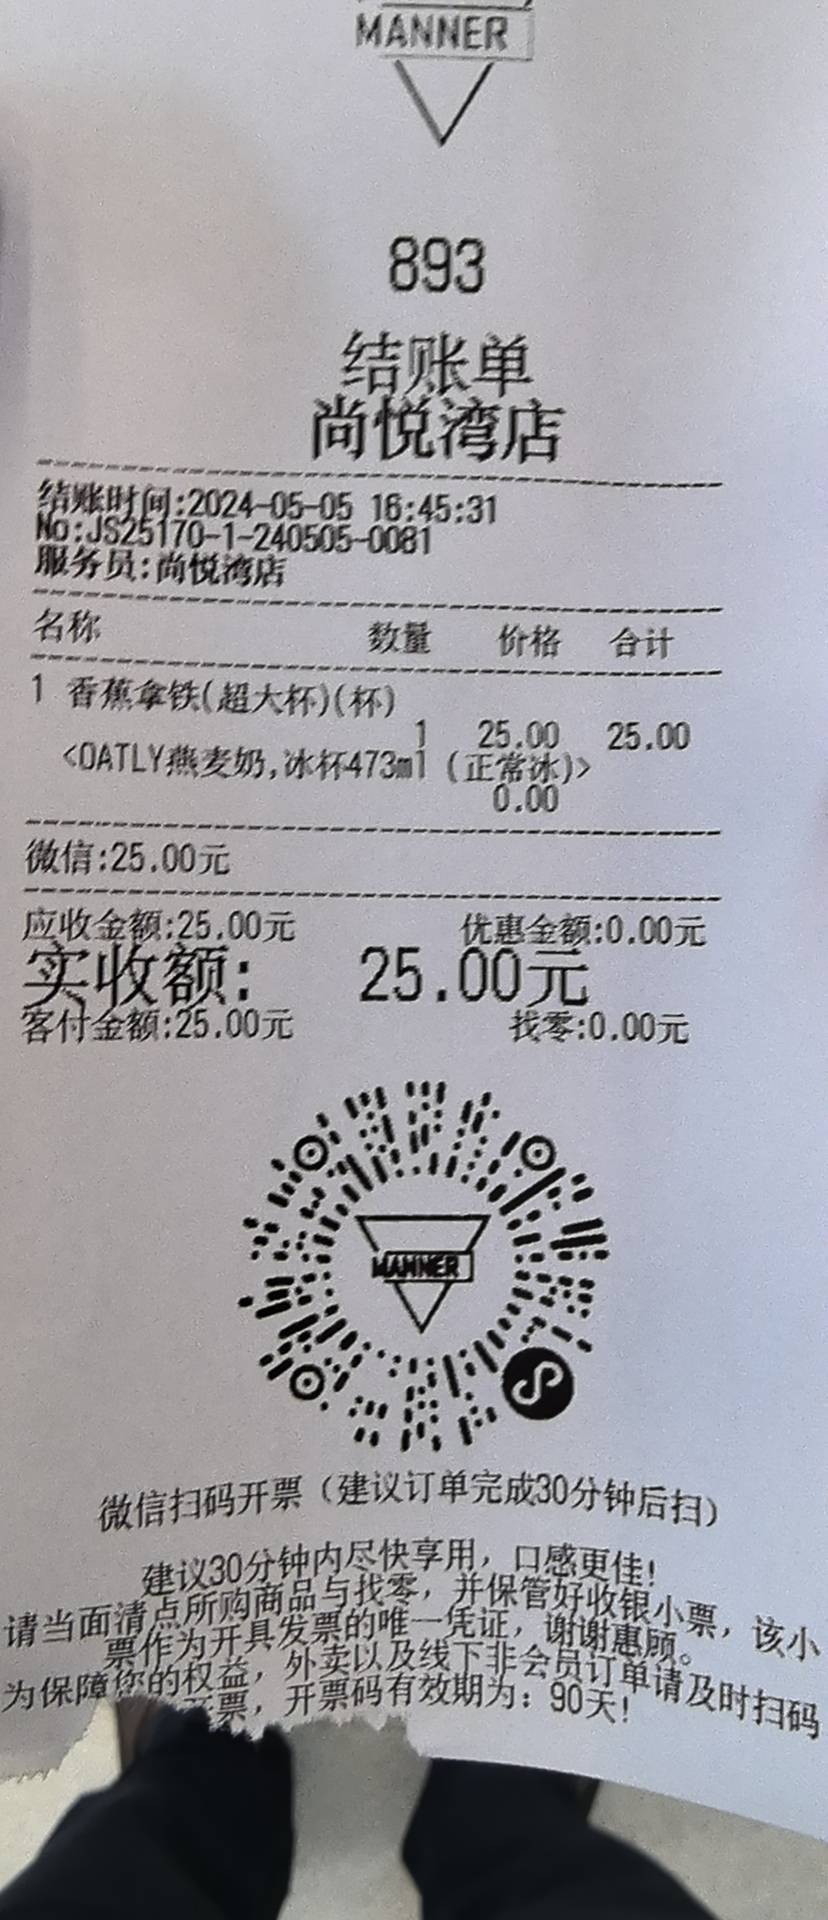 MANNER
893
结账单
尚悦湾店
结账时间:2024-05-05 16:45:31
No:JS25170-1-240505-0081
服务员:尚悦湾店
名称 数量 价格 合计
1 香蕉拿铁(超大杯)(杯)
1 25.00 25.00
<OATLY燕麦奶,冰杯473ml (正常冰)>
0.00
微信:25.00元
应收金额:25.00元 优惠金额:0.00元
实收额: 25.00元
客付金额:25.00元 找零:0.00元
MANNER
微信扫码开票(建议订单完成30分钟后扫)
建议30分钟内尽快享用，口感更佳!
请当面清点所购商品与找零，并保管好收银小票，该小
票作为开具发票的唯一凭证，谢谢惠顾。
为保障您的权益，外卖以及线下非会员订单请及时扫码
开票，开票码有效期为: 90天!